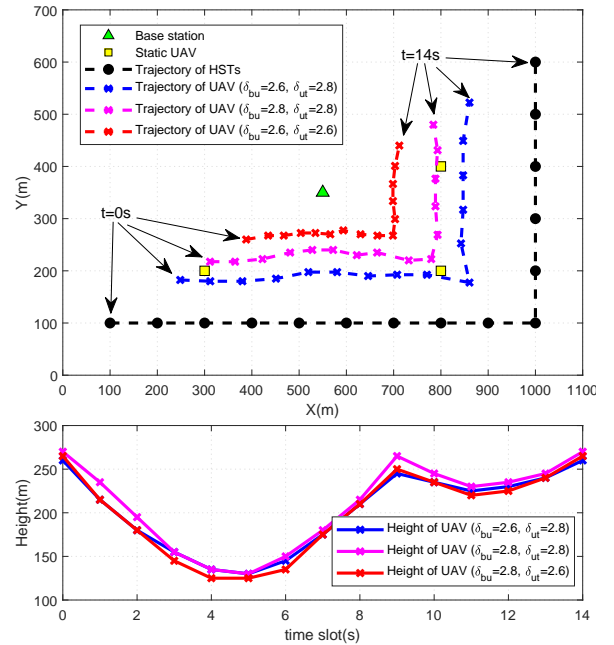 700
600
500
400
300
200
100
0
Y(m)
Base station
Static UAV
Trajectory of HSTs
Trajectory of UAV (δbu=2.6, δut=2.8)
Trajectory of UAV (δbu=2.8, δut=2.8)
Trajectory of UAV (δbu=2.6, δut=2.6)
t=14s
t=0s
0 100 200 300 400 500 600 700 800 900 1000 1100
X(m)
300
250
200
150
100
Height(m)
Height of UAV (δbu=2.6, δut=2.8)
Height of UAV (δbu=2.8, δut=2.8)
Height of UAV (δbu=2.8, δut=2.6)
0 2 4 6 8 10 12 14
time slot(s)